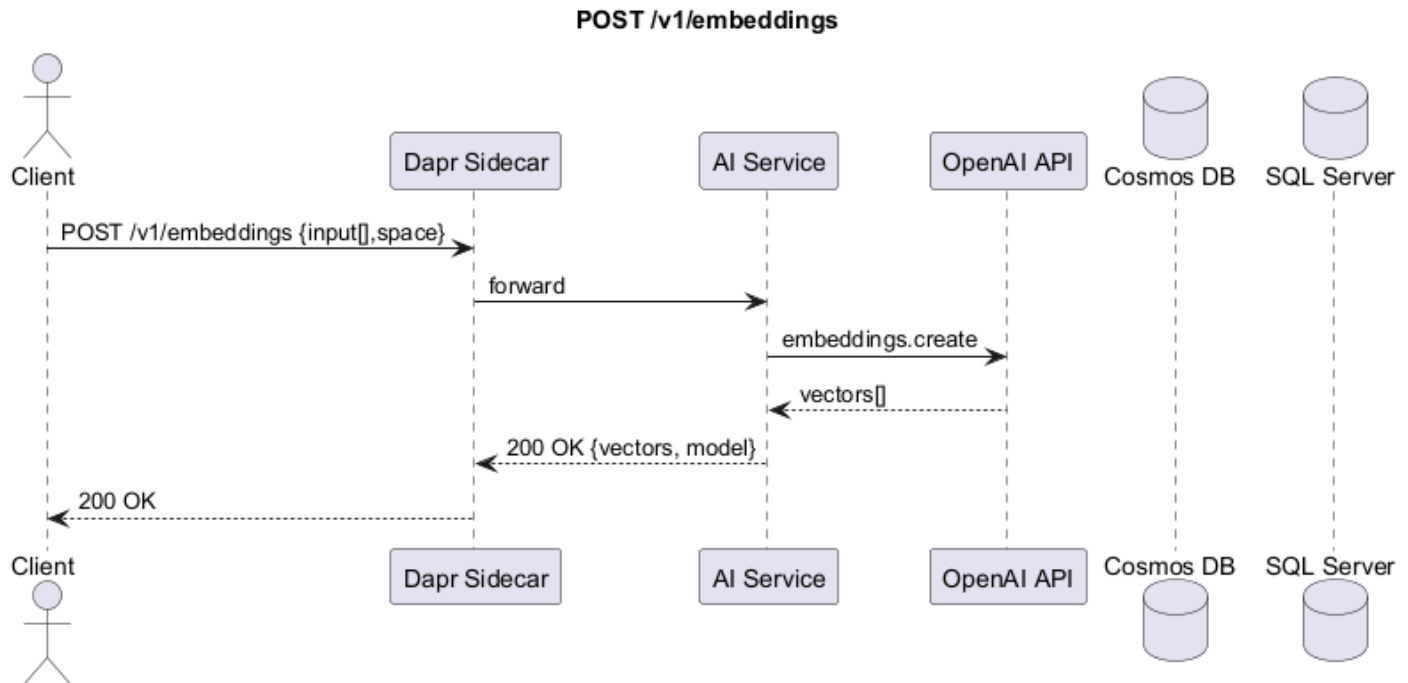 POST /v1/embeddings
Client
Dapr Sidecar
AI Service
OpenAI API
Cosmos DB
SQL Server
POST /v1/embeddings {input[],space}
forward
embeddings.create
vectors[]
200 OK {vectors, model}
200 OK
Client
Dapr Sidecar
AI Service
OpenAI API
Cosmos DB
SQL Server